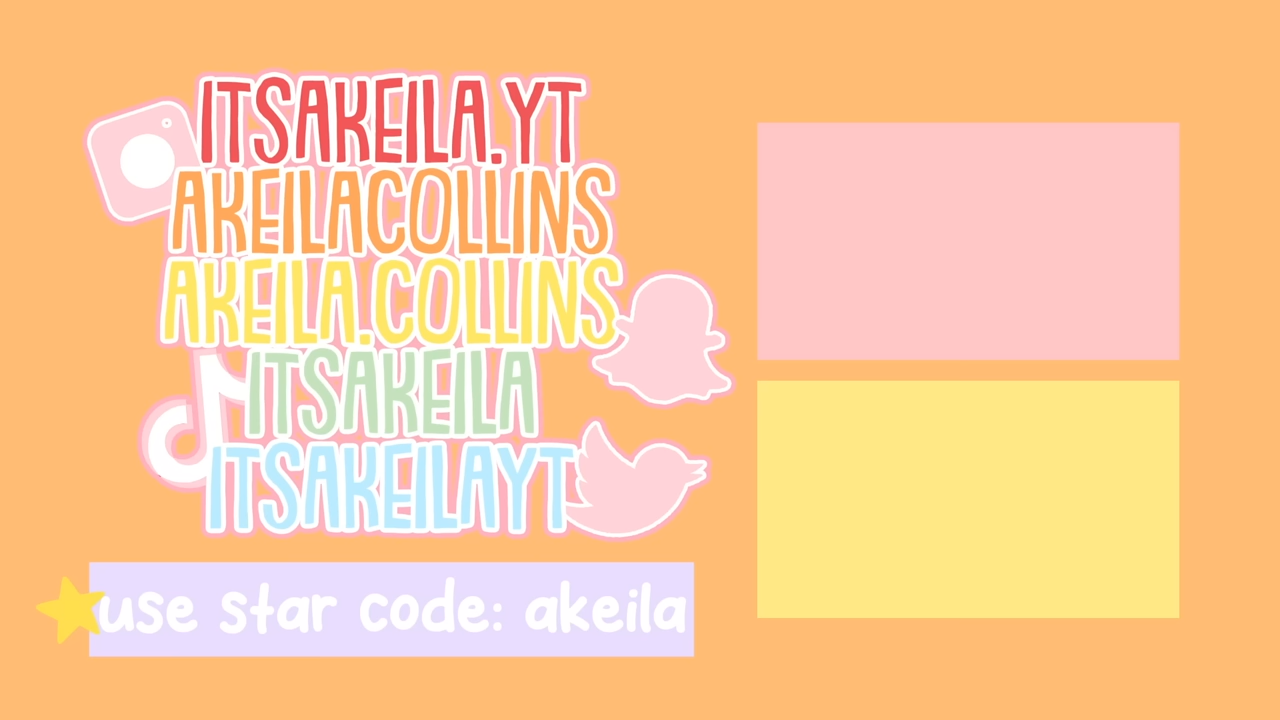 ITSAKEILA.YT
AKEILACOLLINS
AKEILA.COLLINS
ITSAKEILA
ITSAKEILAYT
use star code: akeila